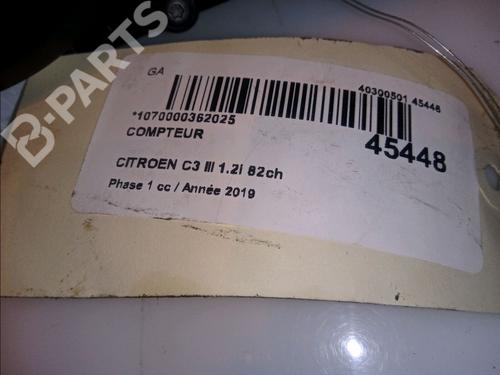 B-PARTS
GA
40300501 45448
*1070000362025
COMPTEUR
45448
CITROEN C3 III 1.2i 82ch
Phase 1 cc / Année 2019